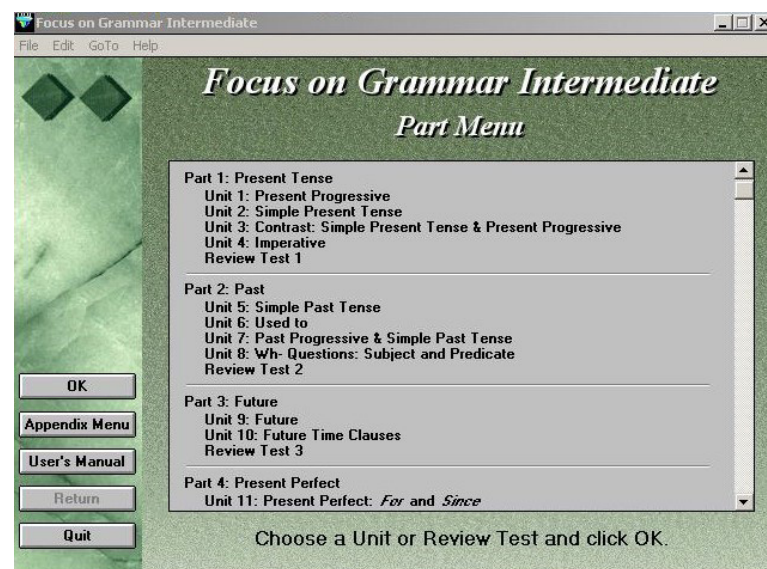 Focus on Grammar Intermediate
File Edit GoTo Help
Focus on Grammar Intermediate
Part Menu
Part 1: Present Tense
Unit 1: Present Progressive
Unit 2: Simple Present Tense
Unit 3: Contrast: Simple Present Tense & Present Progressive
Unit 4: Imperative
Review Test 1
Part 2: Past
Unit 5: Simple Past Tense
Unit 6: Used to
Unit 7: Past Progressive & Simple Past Tense
Unit 8: Wh- Questions: Subject and Predicate
Review Test 2
Part 3: Future
Unit 9: Future
Unit 10: Future Time Clauses
Review Test 3
Part 4: Present Perfect
Unit 11: Present Perfect: For and Since
OK
Appendix Menu
User's Manual
Return
Quit
Choose a Unit or Review Test and click OK.